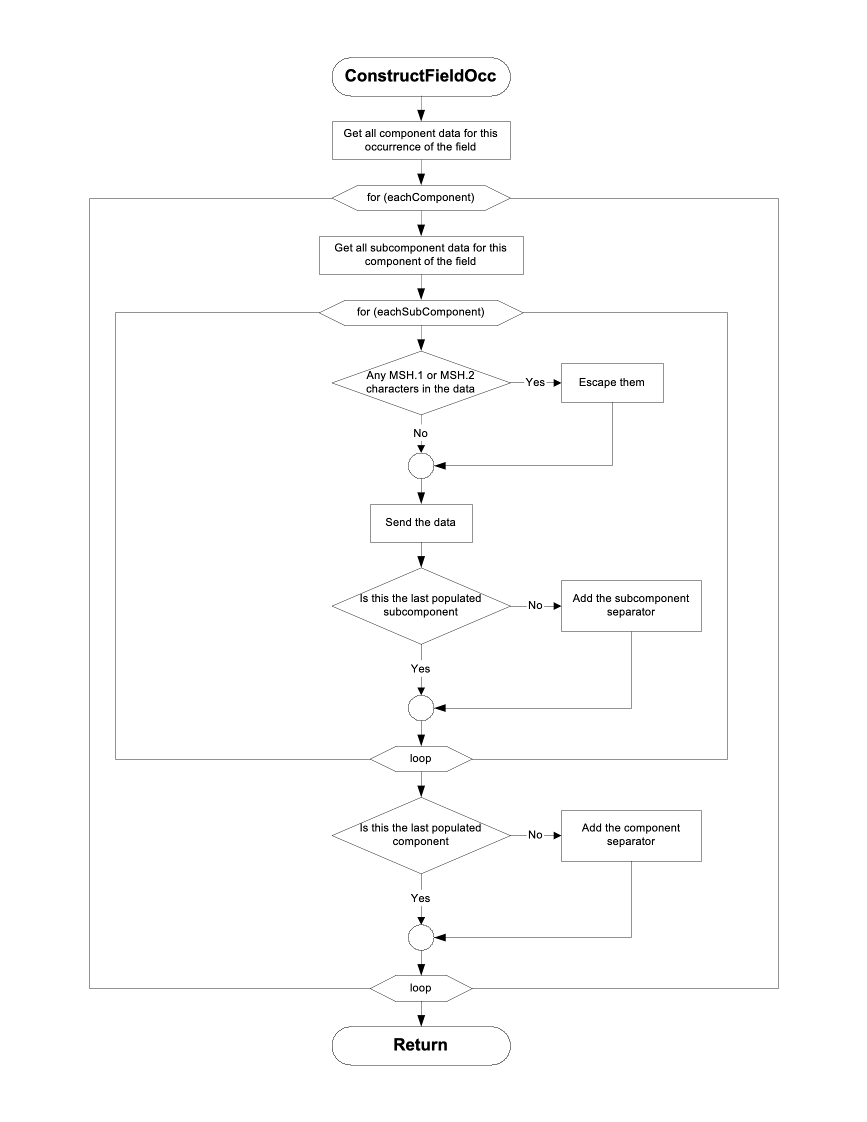 ConstructFieldOcc
Get all component data for this
occurrence of the field
for (eachComponent)
Get all subcomponent data for this
component of the field
for (eachSubComponent)
Any MSH.1 or MSH.2
characters in the data
Yes
Escape them
No
Send the data
Is this the last populated
subcomponent
No
Add the subcomponent
separator
Yes
loop
Is this the last populated
component
No
Add the component
separator
Yes
loop
Return